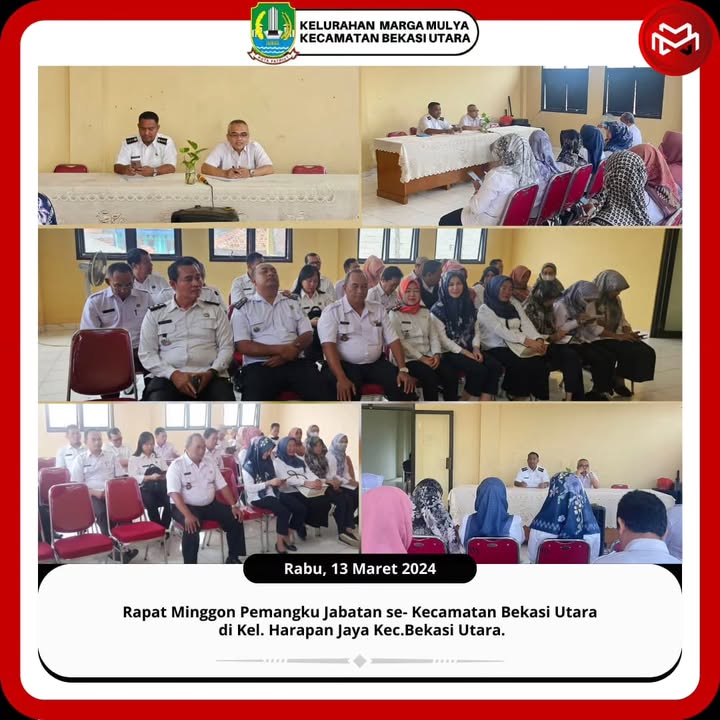 KELURAHAN MARGA MULYA
KECAMATAN BEKASI UTARA
Rabu, 13 Maret 2024
Rapat Minggon Pemangku Jabatan se- Kecamatan Bekasi Utara
di Kel. Harapan Jaya Kec.Bekasi Utara.